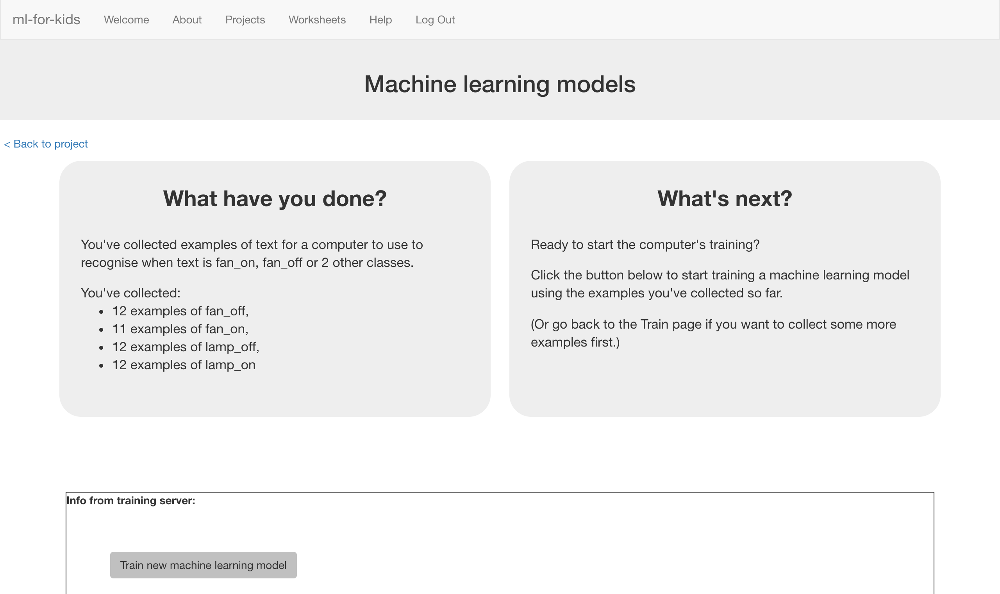 ml-for-kids Welcome About Projects Worksheets Help Log Out
Machine learning models
< Back to project
What have you done?
You've collected examples of text for a computer to use to
recognise when text is fan_on, fan_off or 2 other classes.
You've collected:
• 12 examples of fan_off,
• 11 examples of fan_on,
• 12 examples of lamp_off,
• 12 examples of lamp_on
What's next?
Ready to start the computer's training?
Click the button below to start training a machine learning model
using the examples you've collected so far.
(Or go back to the Train page if you want to collect some more
examples first.)
Info from training server:
Train new machine learning model